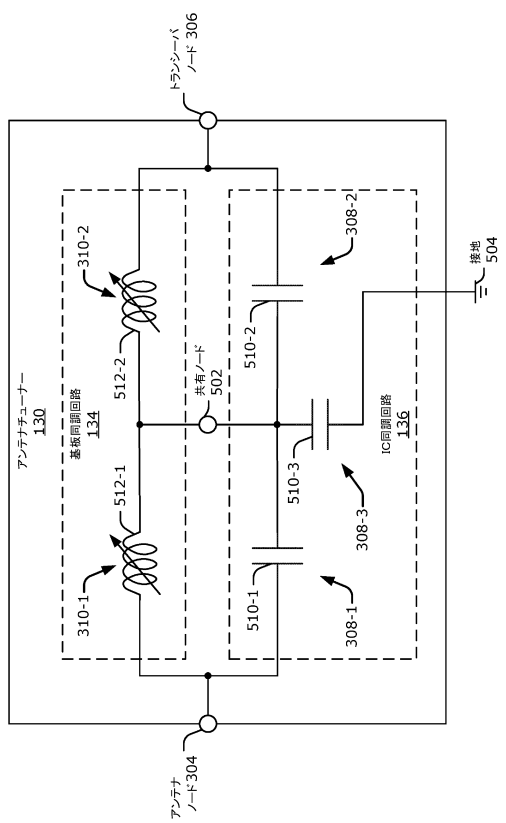 アンテナチューナー
130
基板同調回路
134
310-1
512-1
512-2
310-2
アンテナ
ノード304
共有ノード
502
トランシーバ
ノード 306
510-1
510-3
510-2
308-1
308-3
308-2
IC同調回路
136
接地
504